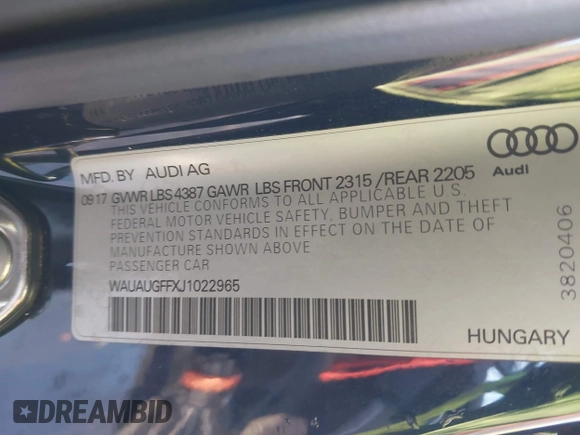 MFD. BY AUDI AG
09 17 GVWR LBS 4387 GAWR LBS FRONT 2315 /REAR 2205
THIS VEHICLE CONFORMS TO ALL APPLICABLE U S.
FEDERAL MOTOR VEHICLE SAFETY, BUMPER AND THEFT
PREVENTION STANDARDS IN EFFECT ON THE DATE OF
MANUFACTURE SHOWN ABOVE
PASSENGER CAR
WAUAUGFFXJ1022965
Audi
3820406
HUNGARY
DREAMBID